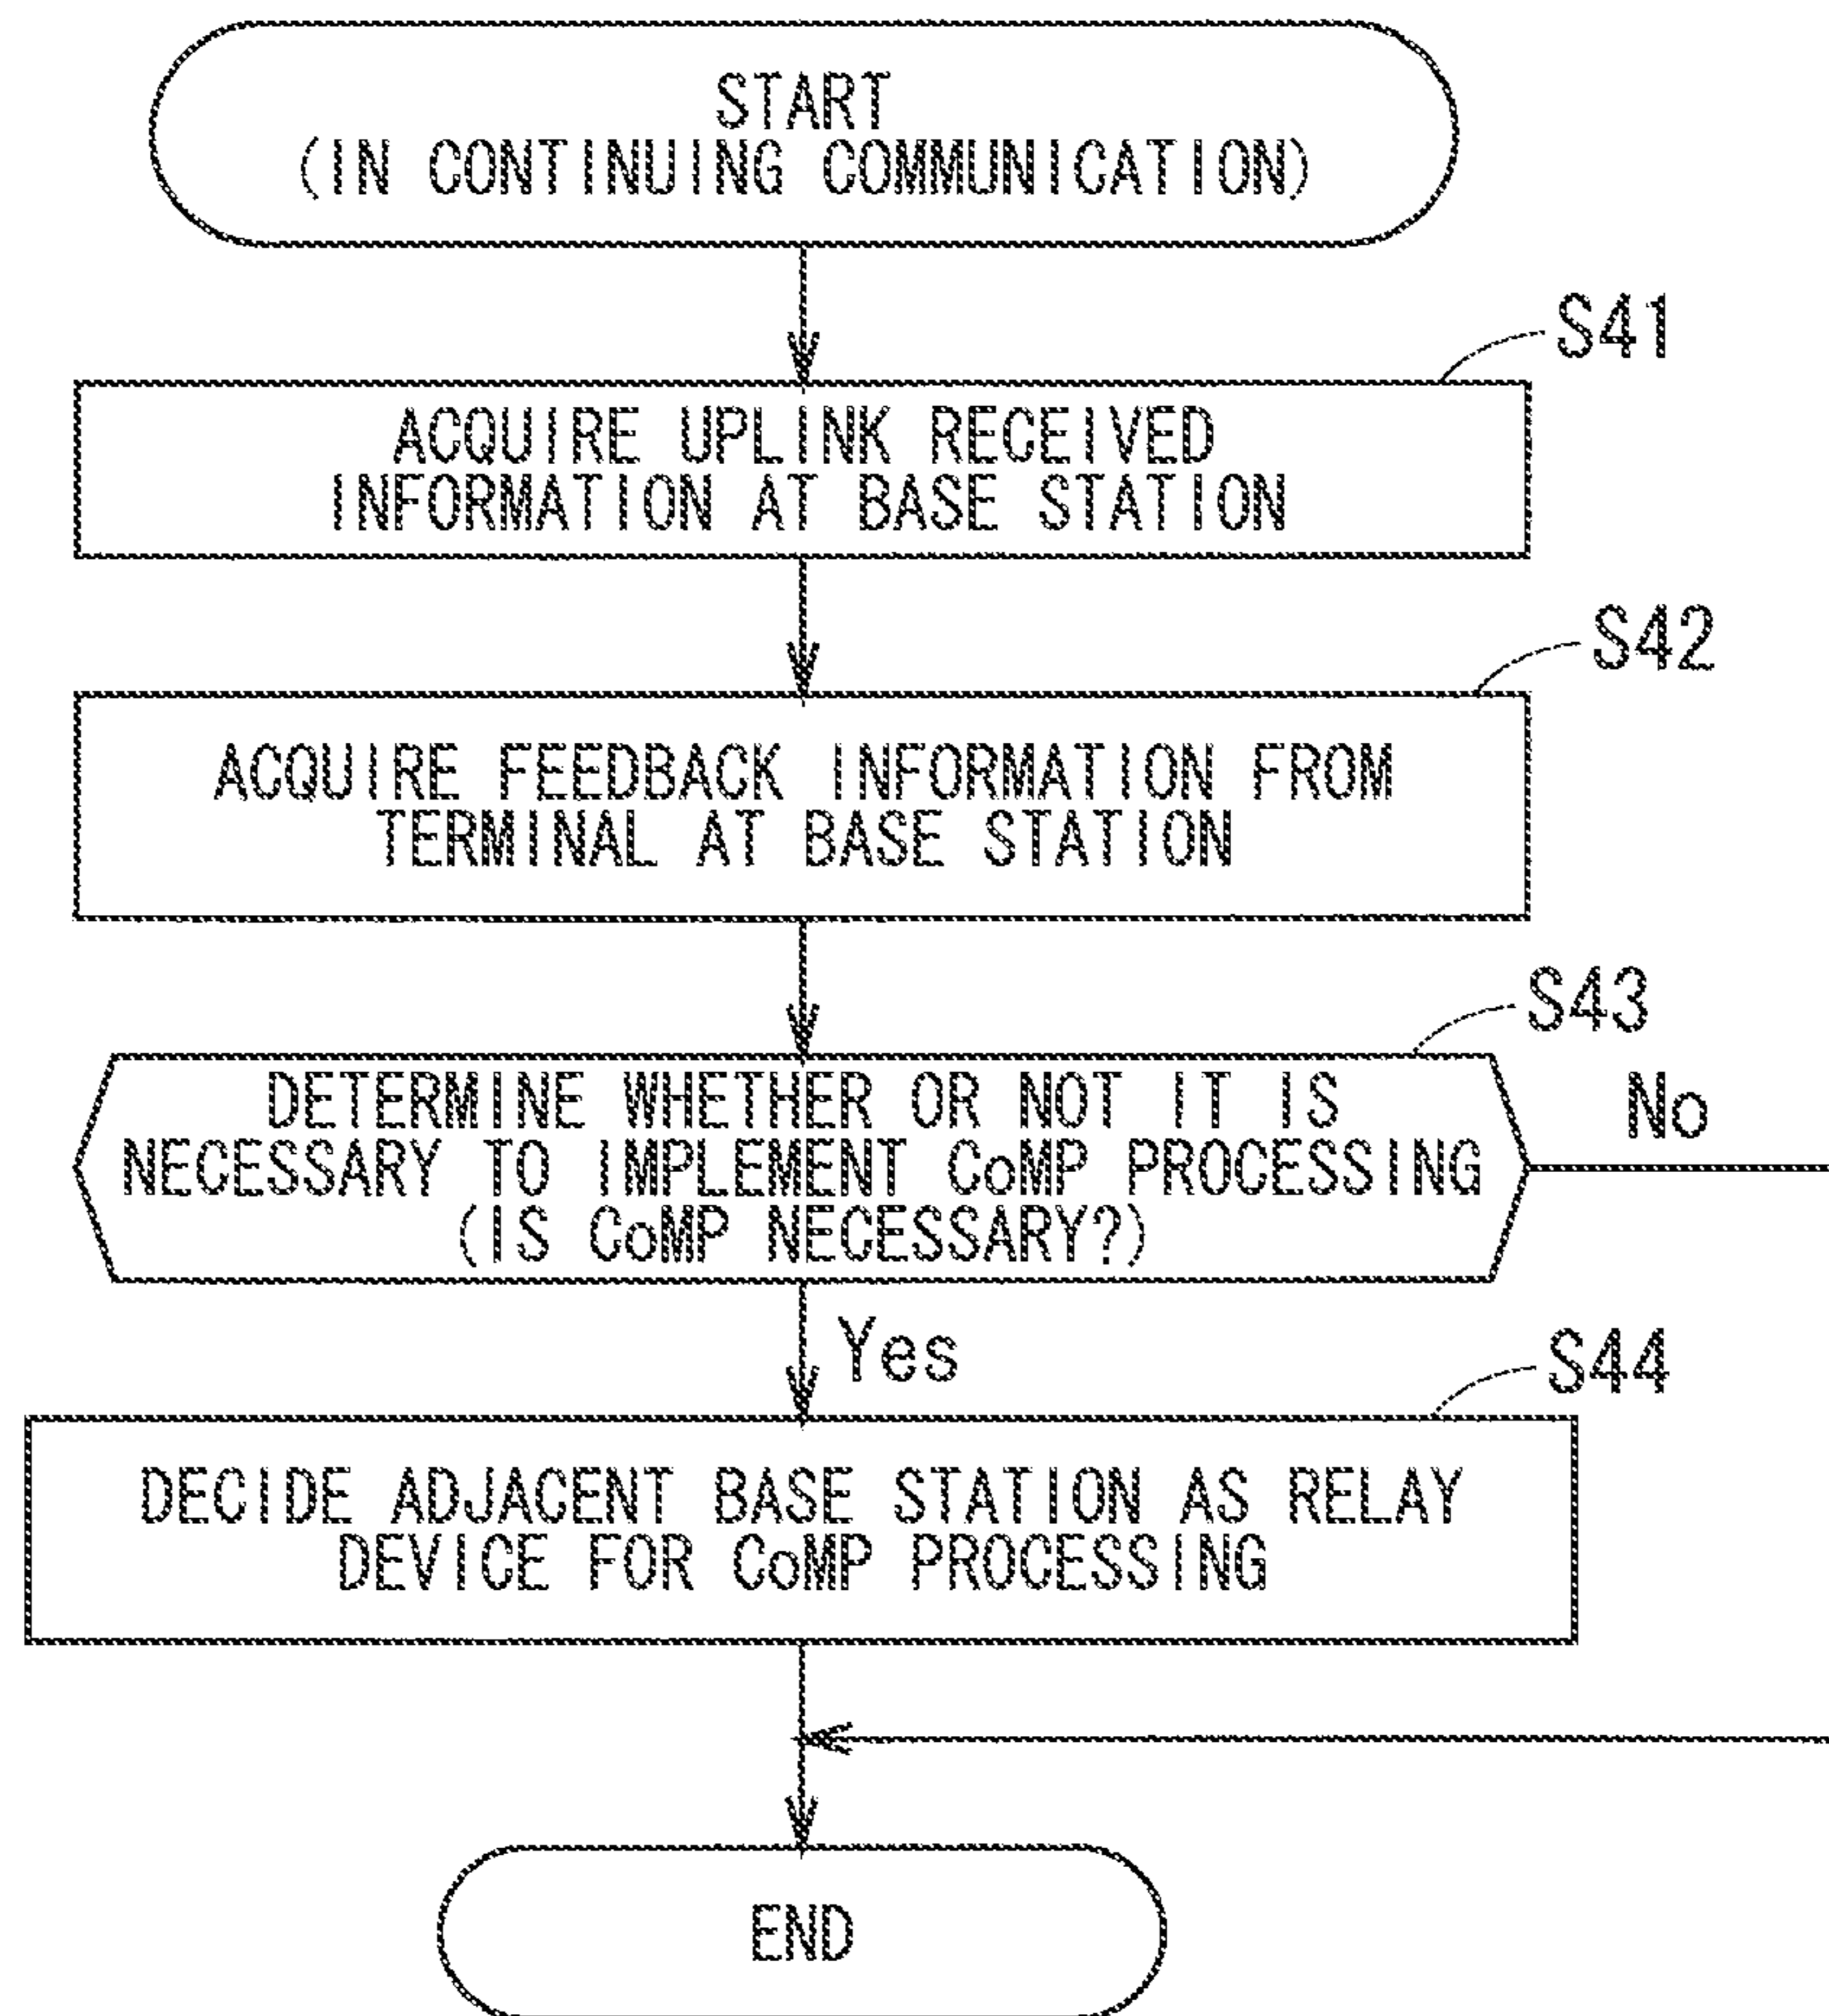 START
(IN CONTINUING COMMUNICATION)
S41
ACQUIRE UPLINK RECEIVED
INFORMATION AT BASE STATION
S42
ACQUIRE FEEDBACK INFORMATION FROM
TERMINAL AT BASE STATION
S43
DETERMINE WHETHER OR NOT IT IS
NECESSARY TO IMPLEMENT CoMP PROCESSING
(IS CoMP NECESSARY?)
No
Yes
S44
DECIDE ADJACENT BASE STATION AS RELAY
DEVICE FOR CoMP PROCESSING
END